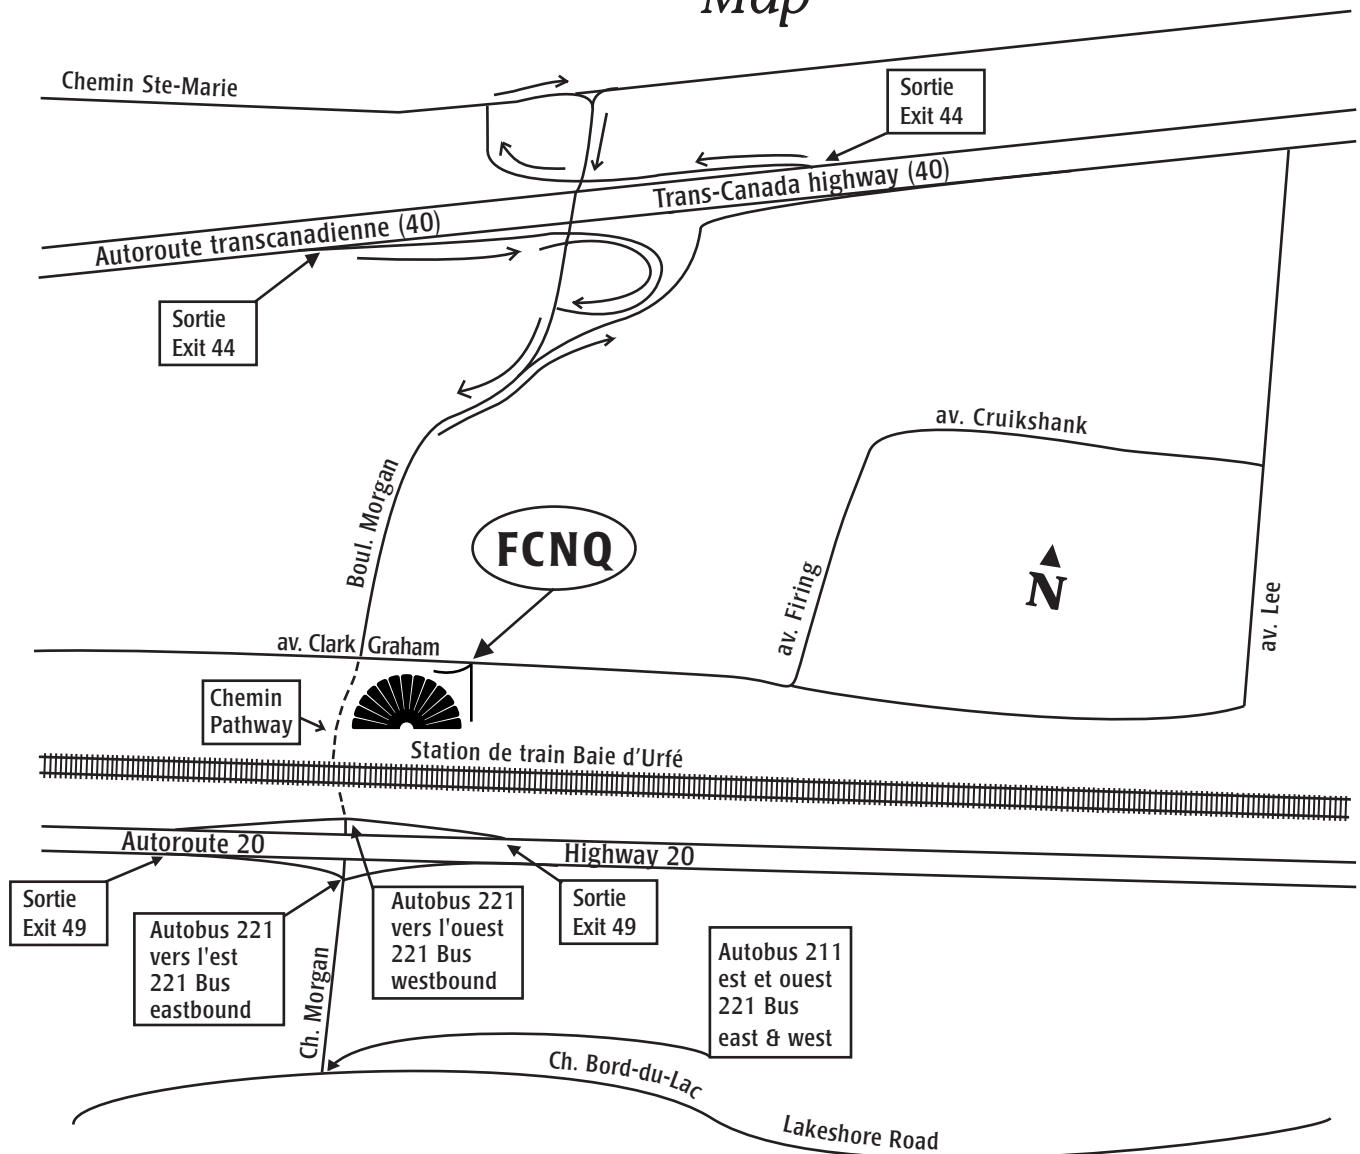 Map
Chemin Ste-Marie
Sortie
Exit 44
Trans-Canada highway (40)
Autoroute transcanadienne (40)
Sortie
Exit 44
av. Cruikshank
Boul. Morgan
FCNQ
N
av. Firing
av. Lee
av. Clark Graham
Chemin
Pathway
Station de train Baie d'Urfé
Autoroute 20
Highway 20
Sortie
Exit 49
Autobus 221
vers l'est
221 Bus
eastbound
Autobus 221
vers l'ouest
221 Bus
westbound
Sortie
Exit 49
Autobus 211
est et ouest
221 Bus
east & west
Ch. Morgan
Ch. Bord-du-Lac
Lakeshore Road